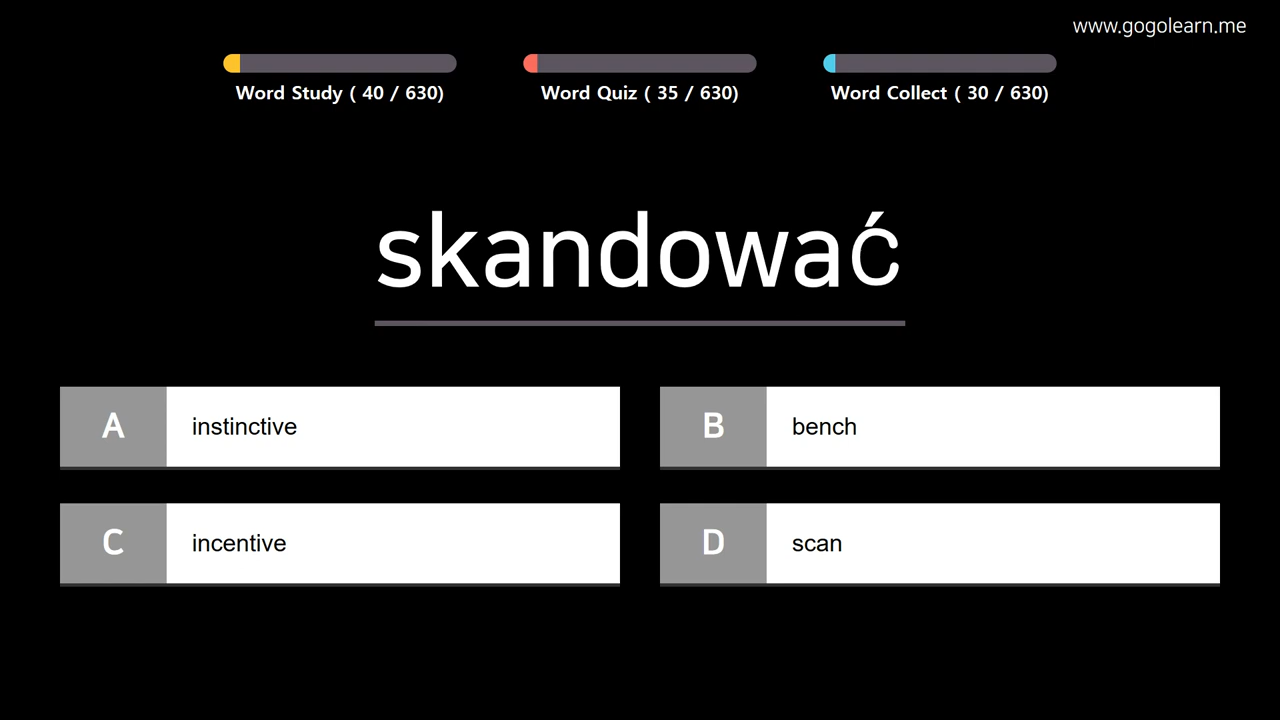 www.gogolearn.me
Word Study ( 40 / 630)
Word Quiz ( 35 / 630)
Word Collect ( 30 / 630)
skandować
A
instinctive
B
bench
C
incentive
D
scan